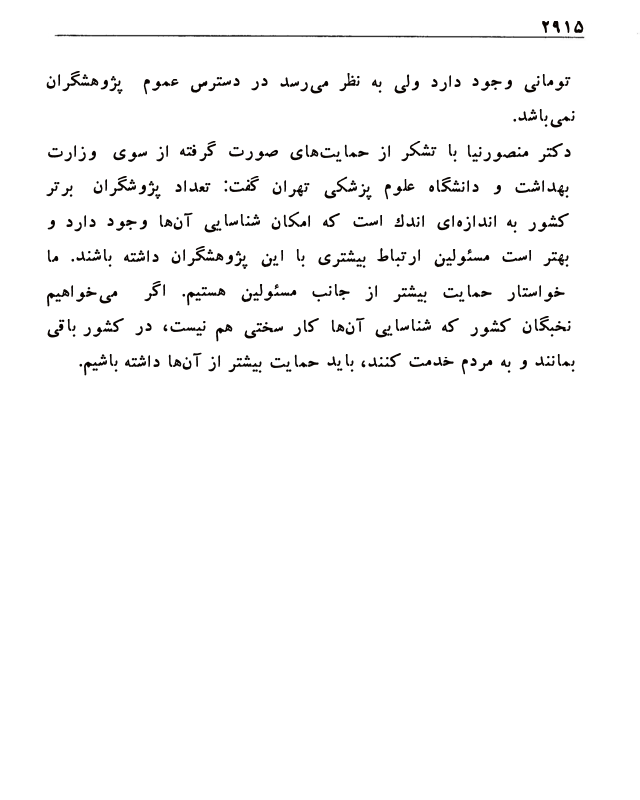 ۲۹۱۵
تومانی وجود دارد ولی به نظر می‌رسد در دسترس عموم پژوهشگران
نمی‌باشد.
دکتر منصورنیا با تشکر از حمایت‌های صورت گرفته از سوی وزارت
بهداشت و دانشگاه علوم پزشکی تهران گفت: تعداد پژوشگران برتر
کشور به اندازه‌ای اندك است که امکان شناسایی آن‌ها وجود دارد و
بهتر است مسئولین ارتباط بیشتری با این پژوهشگران داشته باشند. ما
خواستار حمایت بیشتر از جانب مسئولین هستیم. اگر می‌خواهیم
نخبگان کشور که شناسایی آن‌ها کار سختی هم نیست، در کشور باقی
بمانند و به مردم خدمت کنند، باید حمایت بیشتر از آن‌ها داشته باشیم.